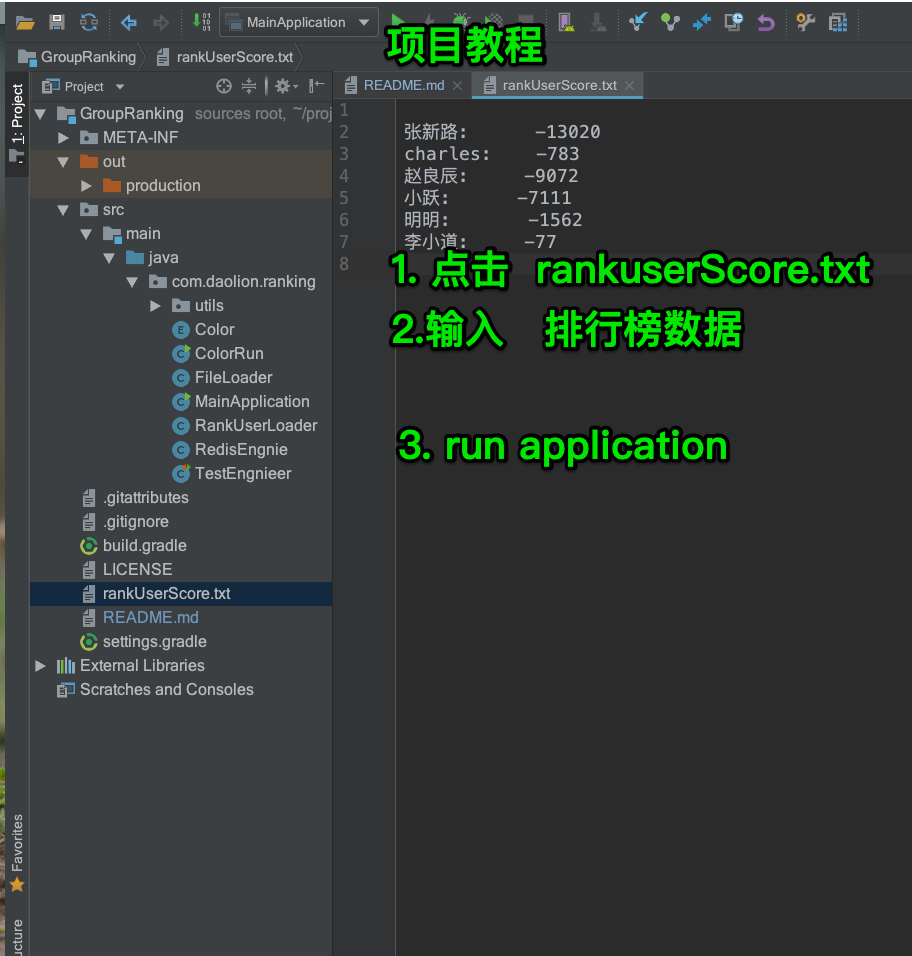 MainApplication
项目教程
GroupRanking
rankUserScore.txt
1: Project
Project
README.md
rankUserScore.txt
GroupRanking sources root, ~/proj
META-INF
out
production
src
main
java
com.daolion.ranking
utils
Color
ColorRun
FileLoader
MainApplication
RankUserLoader
RedisEngnie
TestEngnieer
.gitattributes
.gitignore
build.gradle
LICENSE
rankUserScore.txt
README.md
settings.gradle
External Libraries
Scratches and Consoles
1
2 张新路: -13020
3 charles: -783
4 赵良辰: -9072
5 小跃: -7111
6 明明: -1562
7 李小道: -77
8
1. 点击 rankuserScore.txt
2.输入 排行榜数据
3. run application
Favorites
ucture